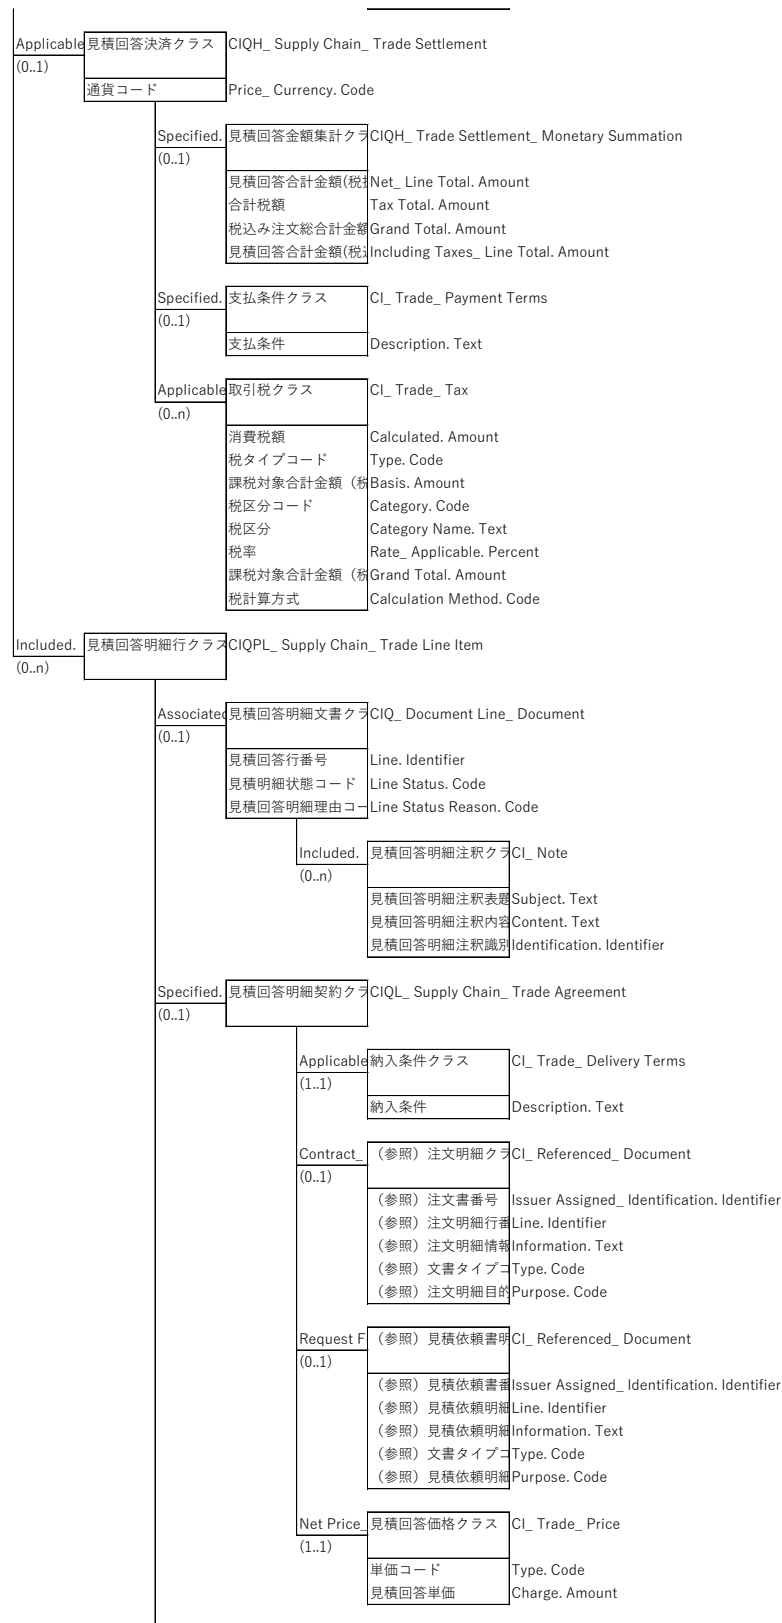 Applicable 見積回答決済クラス CIQH_ Supply Chain_ Trade Settlement
(0..1)
通貨コード Price_ Currency. Code
Specified. 見積回答金額集計クラ CIQH_ Trade Settlement_ Monetary Summation
(0..1)
見積回答合計金額(税抜 Net_ Line Total. Amount
合計税額 Tax Total. Amount
税込み注文総合計金額 Grand Total. Amount
見積回答合計金額(税込 Including Taxes_ Line Total. Amount
Specified. 支払条件クラス CI_ Trade_ Payment Terms
(0..1)
支払条件 Description. Text
Applicable 取引税クラス CI_ Trade_ Tax
(0..n)
消費税額 Calculated. Amount
税タイプコード Type. Code
課税対象合計金額（税 Basis. Amount
税区分コード Category. Code
税区分 Category Name. Text
税率 Rate_ Applicable. Percent
課税対象合計金額（税 Grand Total. Amount
税計算方式 Calculation Method. Code
Included. 見積回答明細行クラス CIQPL_ Supply Chain_ Trade Line Item
(0..n)
Associated 見積回答明細文書クラ CIQ_ Document Line_ Document
(0..1)
見積回答行番号 Line. Identifier
見積明細状態コード Line Status. Code
見積回答明細理由コー Line Status Reason. Code
Included. 見積回答明細注釈クラ CI_ Note
(0..n)
見積回答明細注釈表題 Subject. Text
見積回答明細注釈内容 Content. Text
見積回答明細注釈識別 Identification. Identifier
Specified. 見積回答明細契約クラ CIQL_ Supply Chain_ Trade Agreement
(0..1)
Applicable 納入条件クラス CI_ Trade_ Delivery Terms
(1..1)
納入条件 Description. Text
Contract_ （参照）注文明細クラ CI_ Referenced_ Document
(0..1)
（参照）注文書番号 Issuer Assigned_ Identification. Identifier
（参照）注文明細行番 Line. Identifier
（参照）注文明細情報 Information. Text
（参照）文書タイプコ Type. Code
（参照）注文明細目的 Purpose. Code
Request F （参照）見積依頼書明 CI_ Referenced_ Document
(0..1)
（参照）見積依頼書番 Issuer Assigned_ Identification. Identifier
（参照）見積依頼明細 Line. Identifier
（参照）見積依頼明細 Information. Text
（参照）文書タイプコ Type. Code
（参照）見積依頼明細 Purpose. Code
Net Price_ 見積回答価格クラス CI_ Trade_ Price
(1..1)
単価コード Type. Code
見積回答単価 Charge. Amount